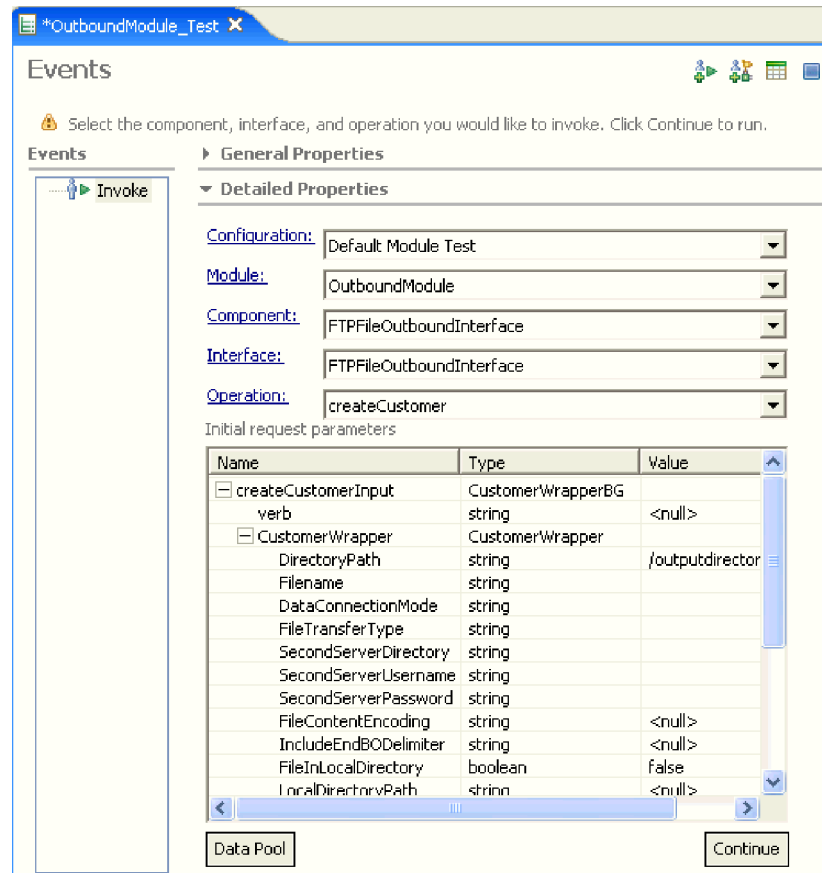 *OutboundModule_Test
Events
Select the component, interface, and operation you would like to invoke. Click Continue to run.
Events
General Properties
Invoke
Detailed Properties
Configuration: Default Module Test
Module: OutboundModule
Component: FTPFileOutboundInterface
Interface: FTPFileOutboundInterface
Operation: createCustomer
Initial request parameters
Name Type Value
createCustomerInput CustomerWrapperBG
verb string <null>
CustomerWrapper CustomerWrapper
DirectoryPath string /outputdirector
Filename string
DataConnectionMode string
FileTransferType string
SecondServerDirectory string
SecondServerUsername string
SecondServerPassword string
FileContentEncoding string <null>
IncludeEndBODelimiter string <null>
FileInLocalDirectory boolean false
LocalDirectoryPath string <null>
Data Pool Continue